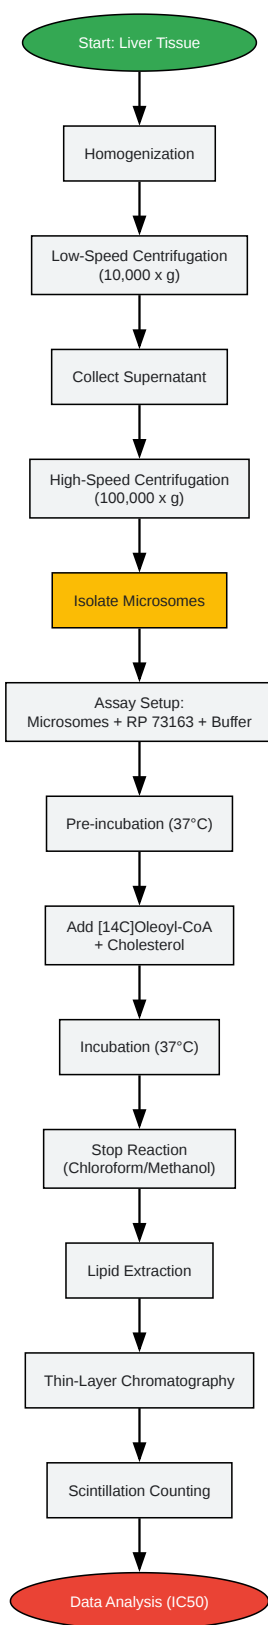 Start: Liver Tissue
Homogenization
Low-Speed Centrifugation
(10,000 x g)
Collect Supernatant
High-Speed Centrifugation
(100,000 x g)
Isolate Microsomes
Assay Setup:
Microsomes + RP 73163 + Buffer
Pre-incubation (37°C)
Add [14C]Oleoyl-CoA
+ Cholesterol
Incubation (37°C)
Stop Reaction
(Chloroform/Methanol)
Lipid Extraction
Thin-Layer Chromatography
Scintillation Counting
Data Analysis (IC50)